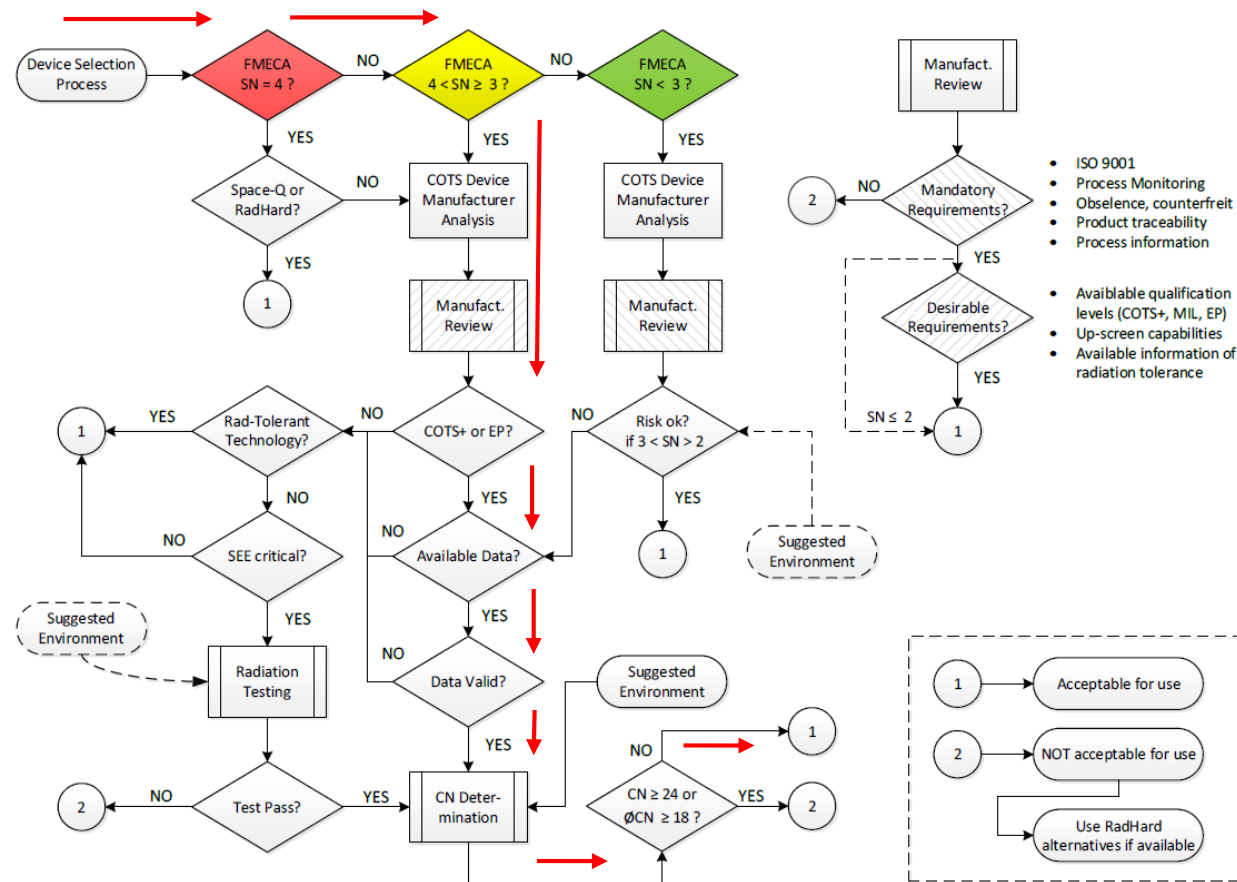 Device Selection
Process
FMECA
SN = 4 ?
NO
FMECA
4 < SN ≥ 3 ?
NO
FMECA
SN < 3 ?
YES
YES
YES
Space-Q or
RadHard?
NO
COTS Device
Manufacturer
Analysis
COTS Device
Manufacturer
Analysis
YES
1
Manufact.
Review
Manufact.
Review
1
YES
Rad-Tolerant
Technology?
NO
COTS+ or EP?
Risk ok?
if 3 < SN > 2
NO
YES
YES
NO
SEE critical?
NO
Available Data?
1
Suggested
Environment
Suggested
Environment
YES
YES
Radiation
Testing
NO
Data Valid?
Suggested
Environment
YES
NO
1
2
NO
Test Pass?
YES
CN Deter-
mination
CN ≥ 24 or
ØCN ≥ 18 ?
YES
2
Manufact.
Review
2
NO
Mandatory
Requirements?
• ISO 9001
• Process Monitoring
• Obselence, counterfreit
• Product traceability
• Process information
YES
Desirable
Requirements?
• Availblable qualification
levels (COTS+, MIL, EP)
• Up-screen capabilities
• Available information of
radiation tolerance
YES
SN ≤ 2
1
1
Acceptable for use
2
NOT acceptable for use
Use RadHard
alternatives if available